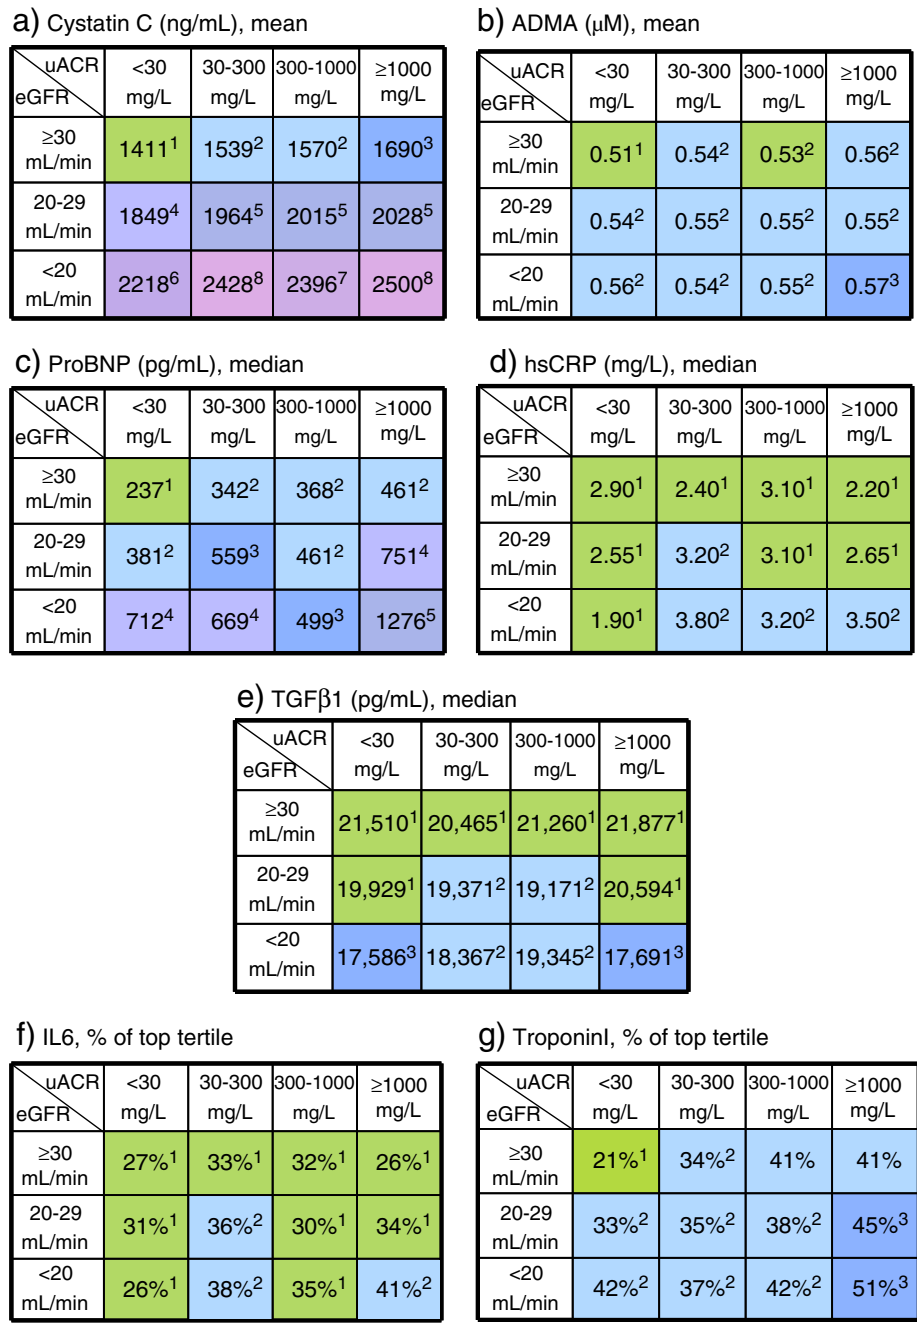 a) Cystatin C (ng/mL), mean
uACR <30 30-300 300-1000 ≥1000
eGFR mg/L mg/L mg/L mg/L
≥30
mL/min 1411¹ 1539² 1570² 1690³
20-29
mL/min 1849⁴ 1964⁵ 2015⁵ 2028⁵
<20
mL/min 2218⁶ 2428⁸ 2396⁷ 2500⁸
b) ADMA (μM), mean
uACR <30 30-300 300-1000 ≥1000
eGFR mg/L mg/L mg/L mg/L
≥30
mL/min 0.51¹ 0.54² 0.53² 0.56²
20-29
mL/min 0.54² 0.55² 0.55² 0.55²
<20
mL/min 0.56² 0.54² 0.55² 0.57³
c) ProBNP (pg/mL), median
uACR <30 30-300 300-1000 ≥1000
eGFR mg/L mg/L mg/L mg/L
≥30
mL/min 237¹ 342² 368² 461²
20-29
mL/min 381² 559³ 461² 751⁴
<20
mL/min 712⁴ 669⁴ 499³ 1276⁵
d) hsCRP (mg/L), median
uACR <30 30-300 300-1000 ≥1000
eGFR mg/L mg/L mg/L mg/L
≥30
mL/min 2.90¹ 2.40¹ 3.10¹ 2.20¹
20-29
mL/min 2.55¹ 3.20² 3.10¹ 2.65¹
<20
mL/min 1.90¹ 3.80² 3.20² 3.50²
e) TGFβ1 (pg/mL), median
uACR <30 30-300 300-1000 ≥1000
eGFR mg/L mg/L mg/L mg/L
≥30
mL/min 21,510¹ 20,465¹ 21,260¹ 21,877¹
20-29
mL/min 19,929¹ 19,371² 19,171² 20,594¹
<20
mL/min 17,586³ 18,367² 19,345² 17,691³
f) IL6, % of top tertile
uACR <30 30-300 300-1000 ≥1000
eGFR mg/L mg/L mg/L mg/L
≥30
mL/min 27%¹ 33%¹ 32%¹ 26%¹
20-29
mL/min 31%¹ 36%² 30%¹ 34%¹
<20
mL/min 26%¹ 38%² 35%¹ 41%²
g) TroponinI, % of top tertile
uACR <30 30-300 300-1000 ≥1000
eGFR mg/L mg/L mg/L mg/L
≥30
mL/min 21%¹ 34%² 41% 41%
20-29
mL/min 33%² 35%² 38%² 45%³
<20
mL/min 42%² 37%² 42%² 51%³